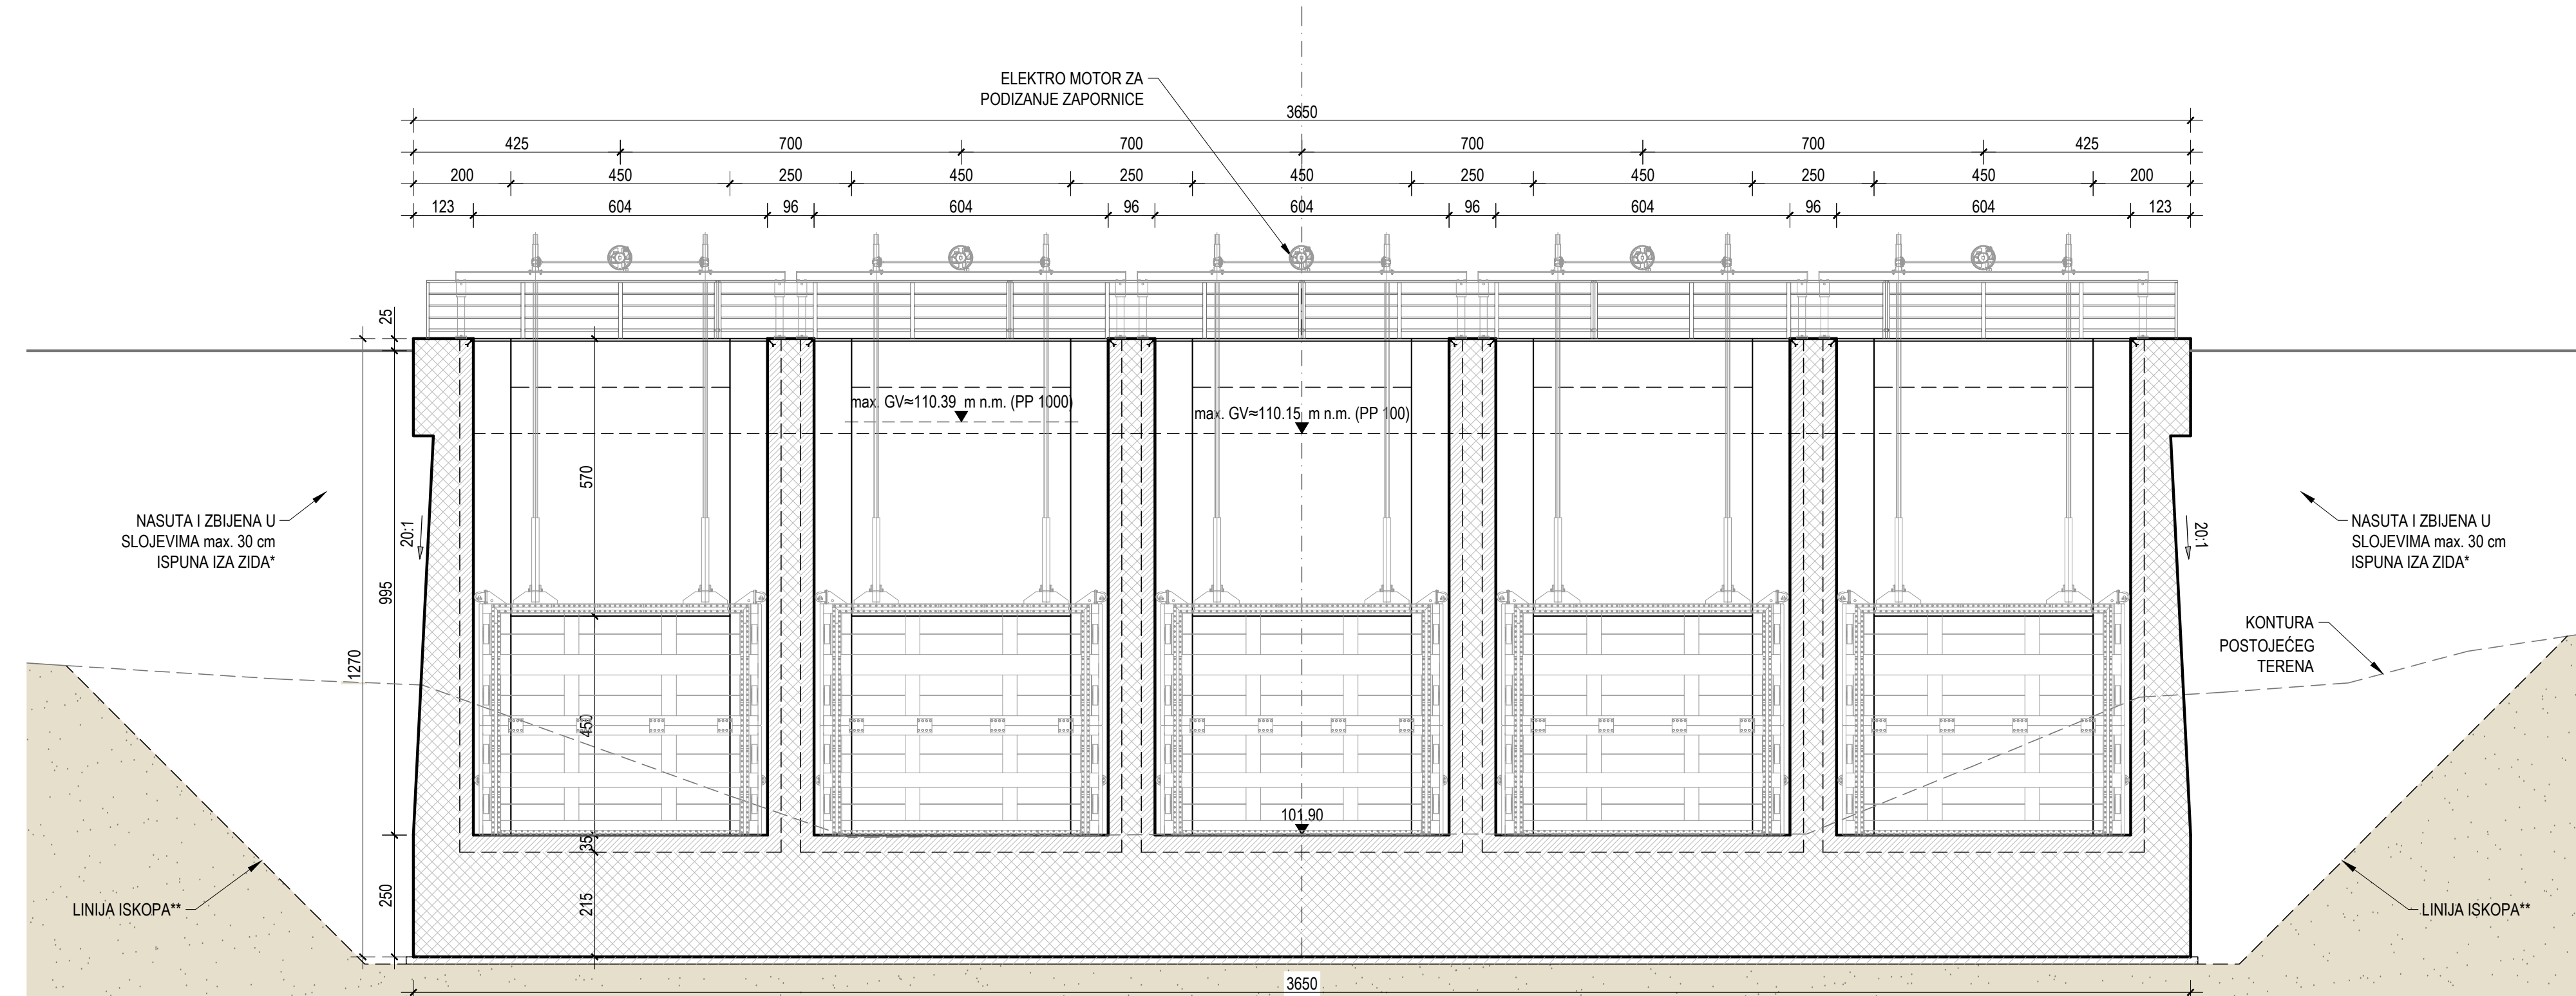 ELEKTRO MOTOR ZA
PODIZANJE ZAPORNICE
3650
425 700 700 700 700 425
200 450 250 450 250 450 250 450 250 450 200
123 604 96 604 96 604 96 604 96 604 123
25
max. GV≈110.39 m n.m. (PP 1000)
max. GV≈110.15 m n.m. (PP 100)
570
NASUTA I ZBIJENA U
SLOJEVIMA max. 30 cm
ISPUNA IZA ZIDA*
20:1
20:1
NASUTA I ZBIJENA U
SLOJEVIMA max. 30 cm
ISPUNA IZA ZIDA*
995
KONTURA
POSTOJEĆEG
TERENA
1270
450
101.90
35
250
215
LINIJA ISKOPA**
LINIJA ISKOPA**
3650